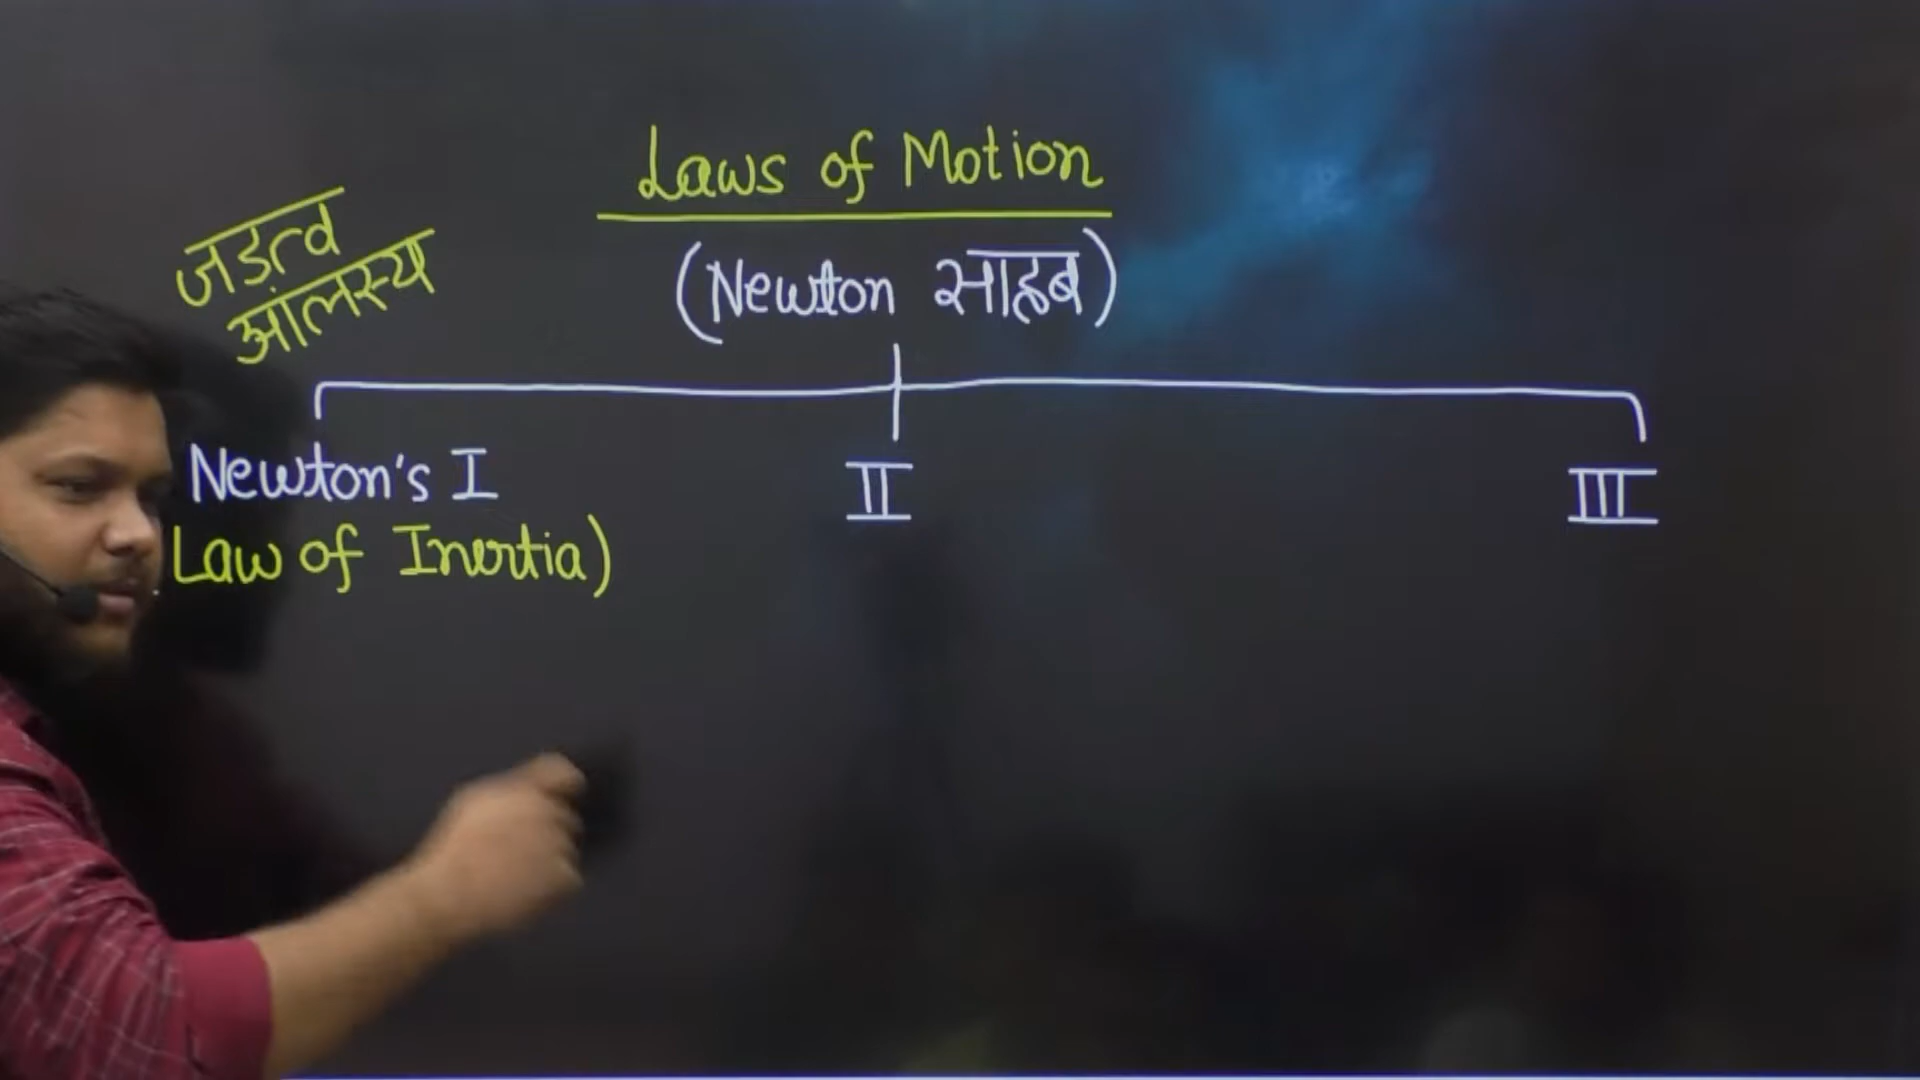 Laws of Motion
(Newton साहब)
जड़त्व
आलस्य
Newton's I
Law of Inertia)
II
III